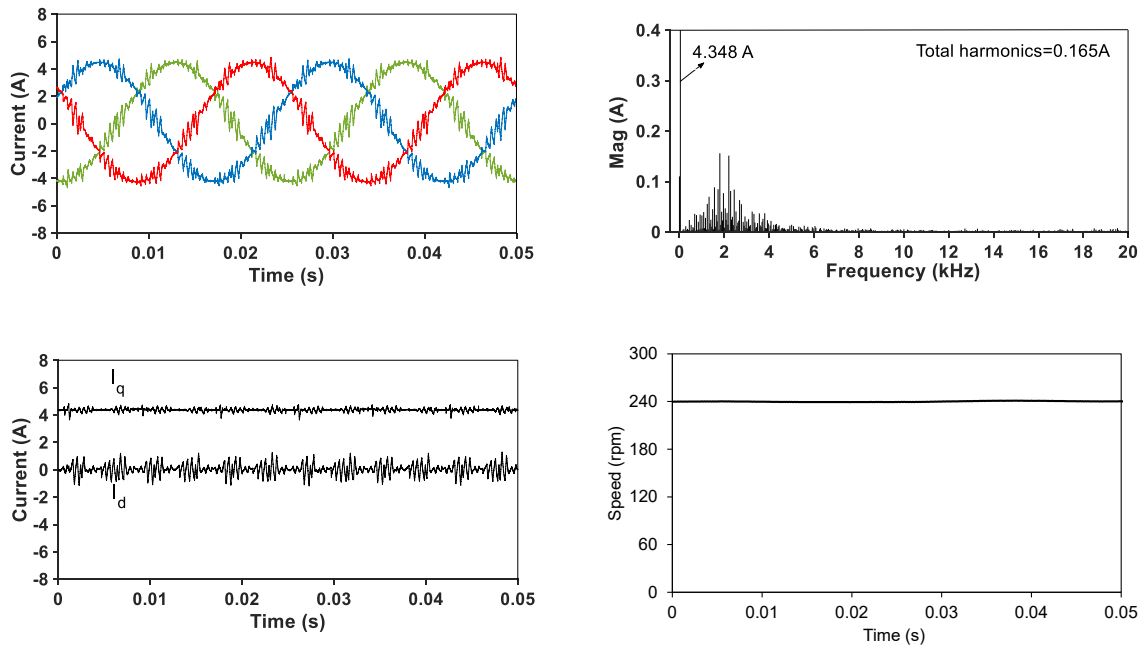 8
6
4
2
0
-2
-4
-6
-8
Current (A)
0 0.01 0.02 0.03 0.04 0.05
Time (s)
0.4
0.3
0.2
0.1
0
Mag (A)
4.348 A
Total harmonics=0.165A
0 2 4 6 8 10 12 14 16 18 20
Frequency (kHz)
8
6
4
2
0
-2
-4
-6
-8
Current (A)
Iq
Id
0 0.01 0.02 0.03 0.04 0.05
Time (s)
300
240
180
120
60
0
Speed (rpm)
0 0.01 0.02 0.03 0.04 0.05
Time (s)